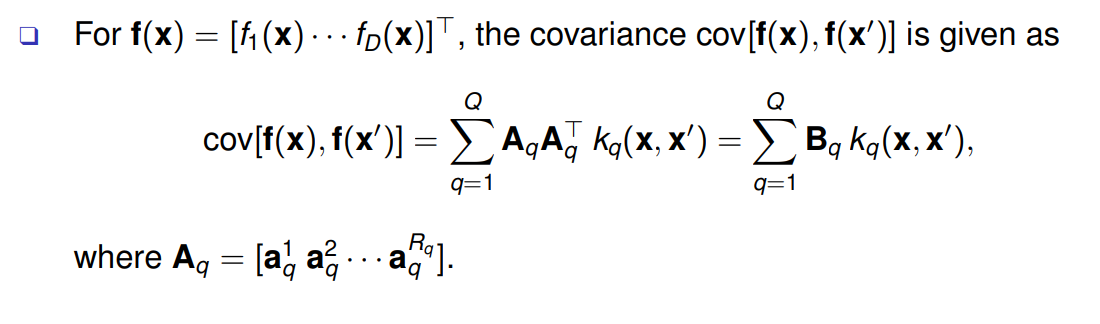 ❑ For f(x) = [f₁(x) ··· f_D(x)]^⊤, the covariance cov[f(x), f(x′)] is given as
cov[f(x), f(x′)] = ∑_{q=1}^{Q} A_q A_q^⊤ k_q(x, x′) = ∑_{q=1}^{Q} B_q k_q(x, x′),
where A_q = [a_q^1 a_q^2 ··· a_q^{R_q}].